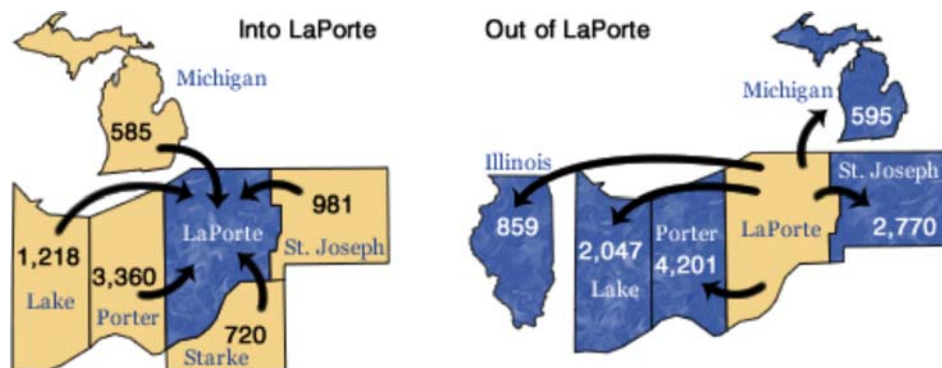 Into LaPorte
Michigan
585
LaPorte
981
St. Joseph
1,218
3,360
Lake
Porter
720
Starke
Out of LaPorte
Michigan
595
Illinois
St. Joseph
859
LaPorte
2,770
Porter
2,047
4,201
Lake